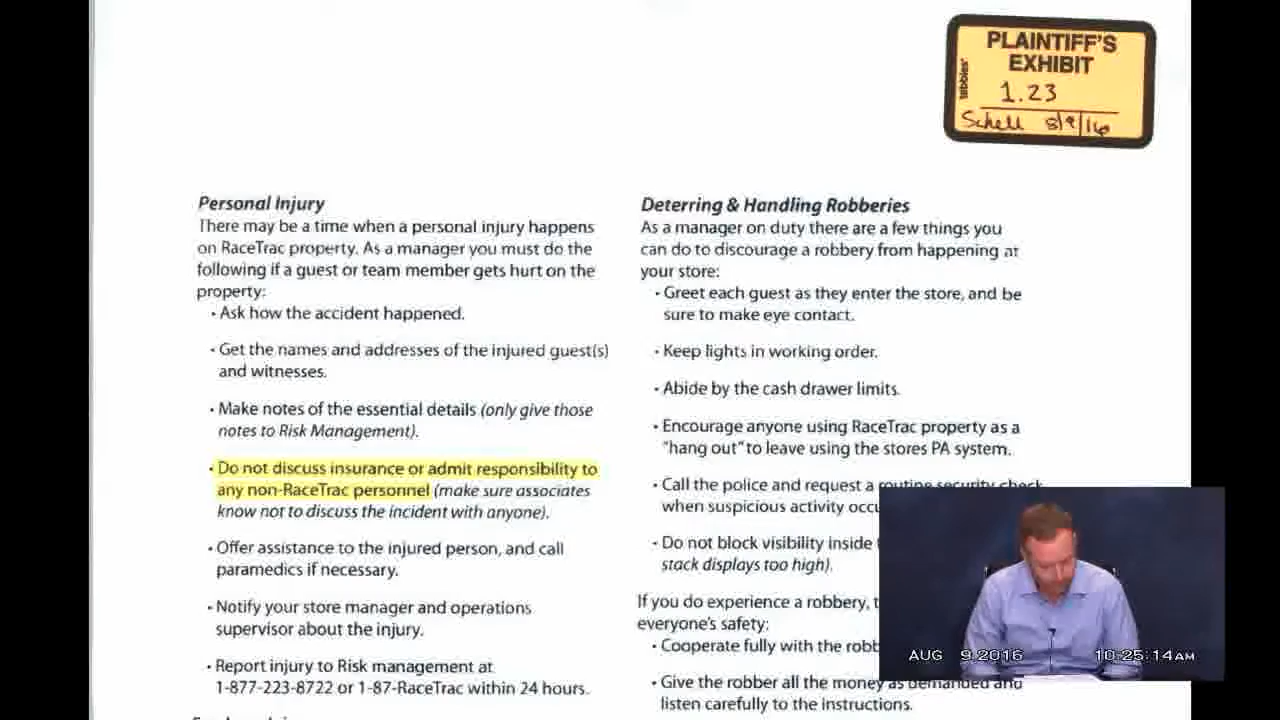 PLAINTIFF'S
EXHIBIT
tabbies'
1.23
Schell 8/9/16
Personal Injury
There may be a time when a personal injury happens
on RaceTrac property. As a manager you must do the
following if a guest or team member gets hurt on the
property:
• Ask how the accident happened.
• Get the names and addresses of the injured guest(s)
and witnesses.
• Make notes of the essential details (only give those
notes to Risk Management).
• Do not discuss insurance or admit responsibility to
any non-RaceTrac personnel (make sure associates
know not to discuss the incident with anyone).
• Offer assistance to the injured person, and call
paramedics if necessary.
• Notify your store manager and operations
supervisor about the injury.
• Report injury to Risk management at
1-877-223-8722 or 1-87-RaceTrac within 24 hours.
Deterring & Handling Robberies
As a manager on duty there are a few things you
can do to discourage a robbery from happening at
your store:
• Greet each guest as they enter the store, and be
sure to make eye contact.
• Keep lights in working order.
• Abide by the cash drawer limits.
• Encourage anyone using RaceTrac property as a
"hang out" to leave using the stores PA system.
• Call the police and request a routine security check
when suspicious activity occu
• Do not block visibility inside
stack displays too high).
If you do experience a robbery, t
everyone's safety:
• Cooperate fully with the robb
• Give the robber all the money as demanded and
listen carefully to the instructions.
AUG 9 2016 10:25:14AM